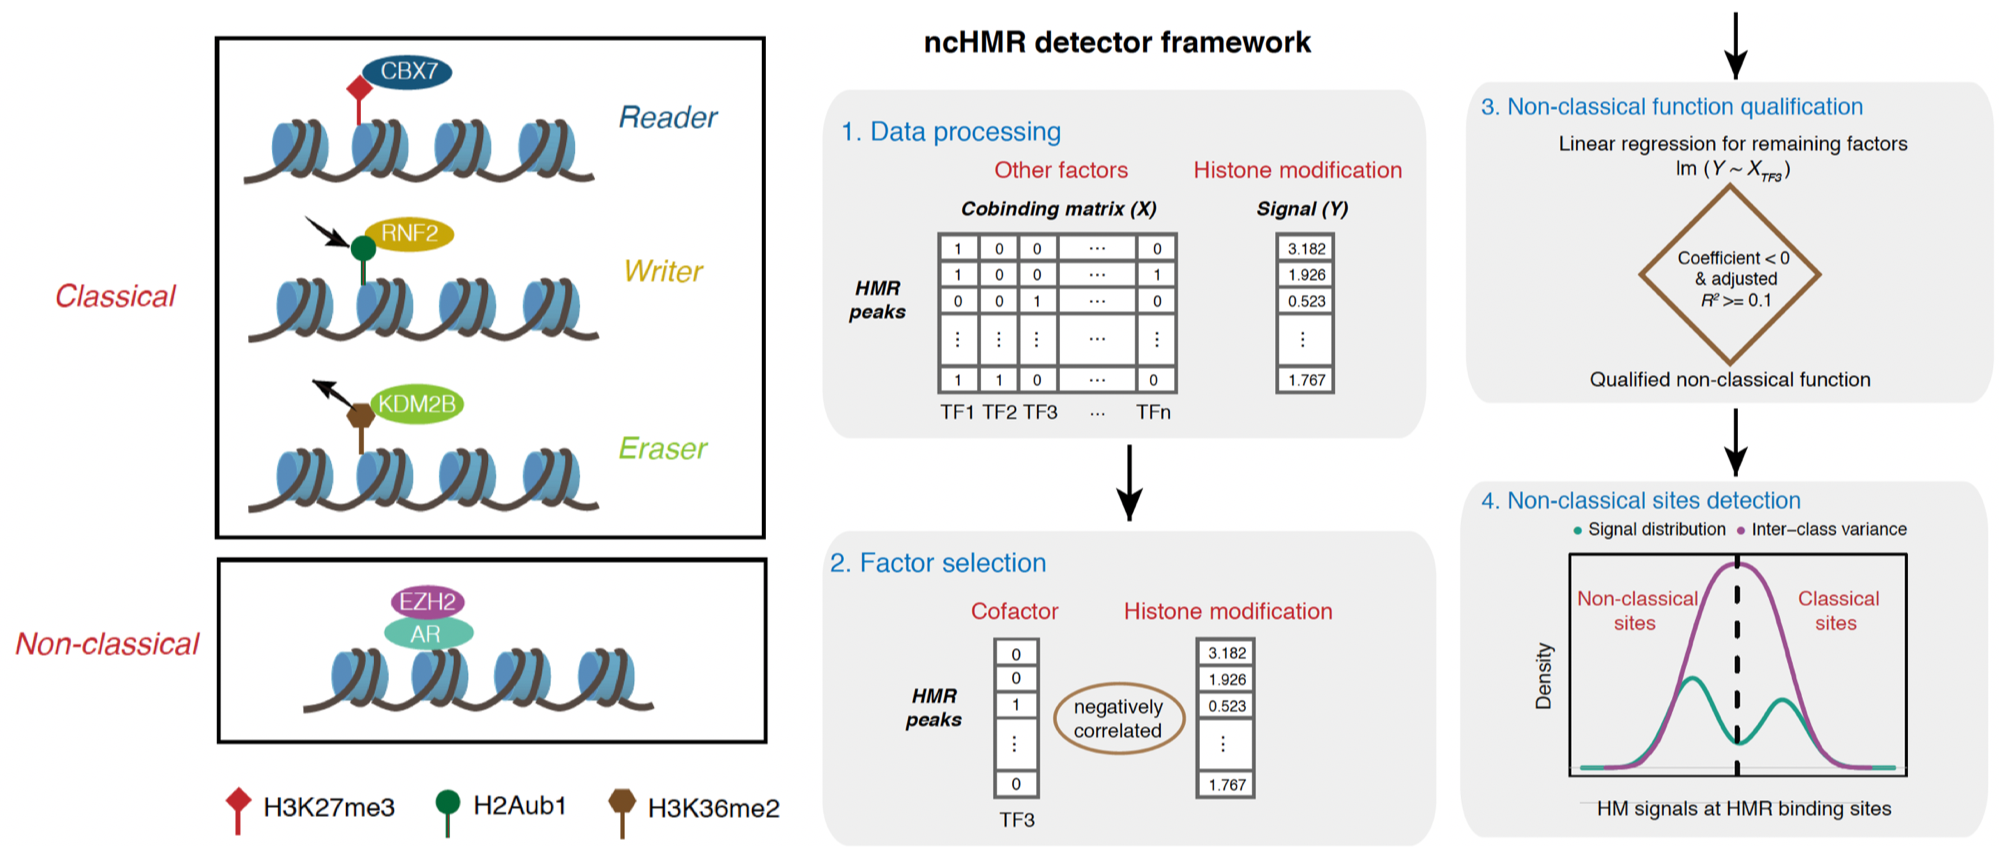 CBX7
Reader
RNF2
Writer
Classical
KDM2B
Eraser
EZH2
AR
Non-classical
H3K27me3
H2Aub1
H3K36me2
ncHMR detector framework
1. Data processing
Other factors
Histone modification
Cobinding matrix (X)
Signal (Y)
HMR
peaks
1 0 0 ... 0 3.182
1 0 0 ... 1 1.926
0 0 1 ... 0 0.523
⋮ ⋮ ⋮ ... ⋮ ⋮
1 1 0 ... 0 1.767
TF1 TF2 TF3 ... TFn
2. Factor selection
Cofactor
Histone modification
HMR
peaks
0 3.182
0 1.926
1 0.523
⋮ ⋮
0 1.767
negatively
correlated
TF3
3. Non-classical function qualification
Linear regression for remaining factors
lm (Y ~ X_TF3)
Coefficient < 0
& adjusted
R² >= 0.1
Qualified non-classical function
4. Non-classical sites detection
Signal distribution
Inter–class variance
Non-classical
sites
Classical
sites
Density
HM signals at HMR binding sites